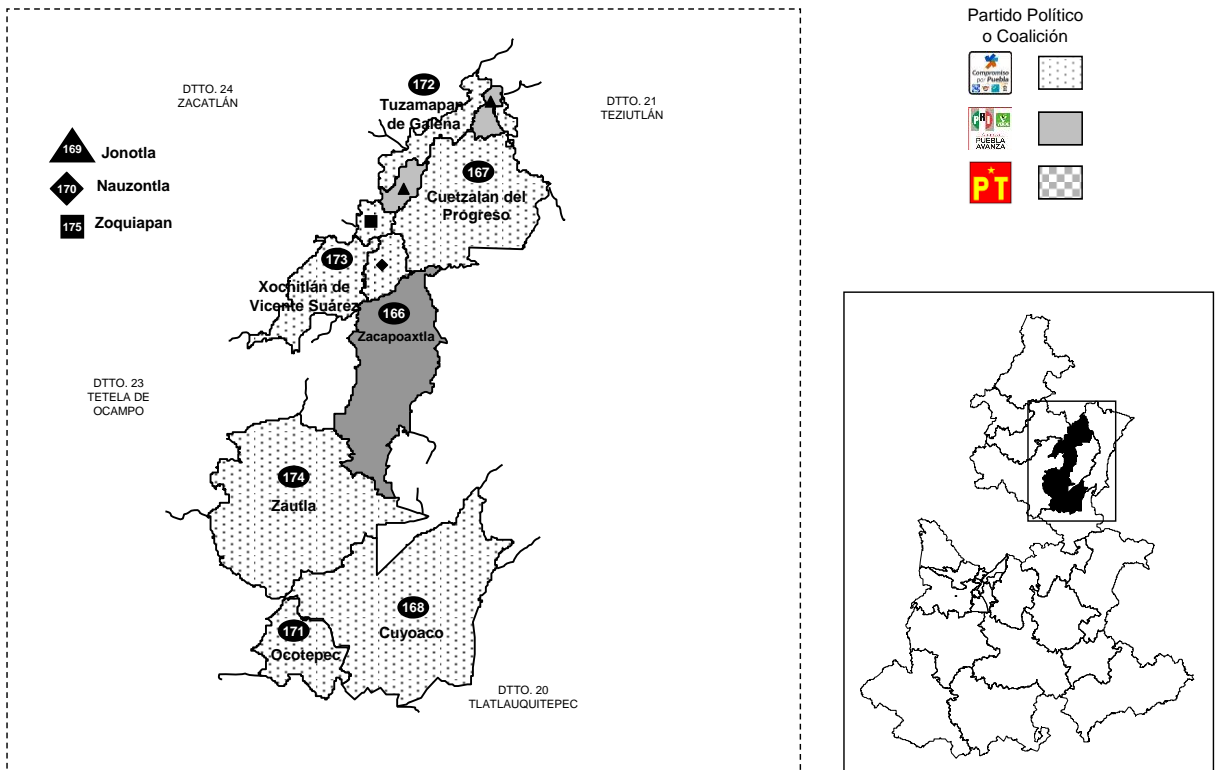 Partido Político
o Coalición
Compromiso
por Puebla
PRI
PUEBLA
AVANZA
PT
DTTO. 24
ZACATLÁN
DTTO. 21
TEZIUTLÁN
172
Tuzamapan
de Galena
169 Jonotla
170 Nauzontla
175 Zoquiapan
167
Cuetzalan del
Progreso
173
Xochitlán de
Vicente Suárez
166
Zacapoaxtla
DTTO. 23
TETELA DE
OCAMPO
174
Zautla
168
Cuyoaco
171
Ocotepec
DTTO. 20
TLATLAUQUITEPEC